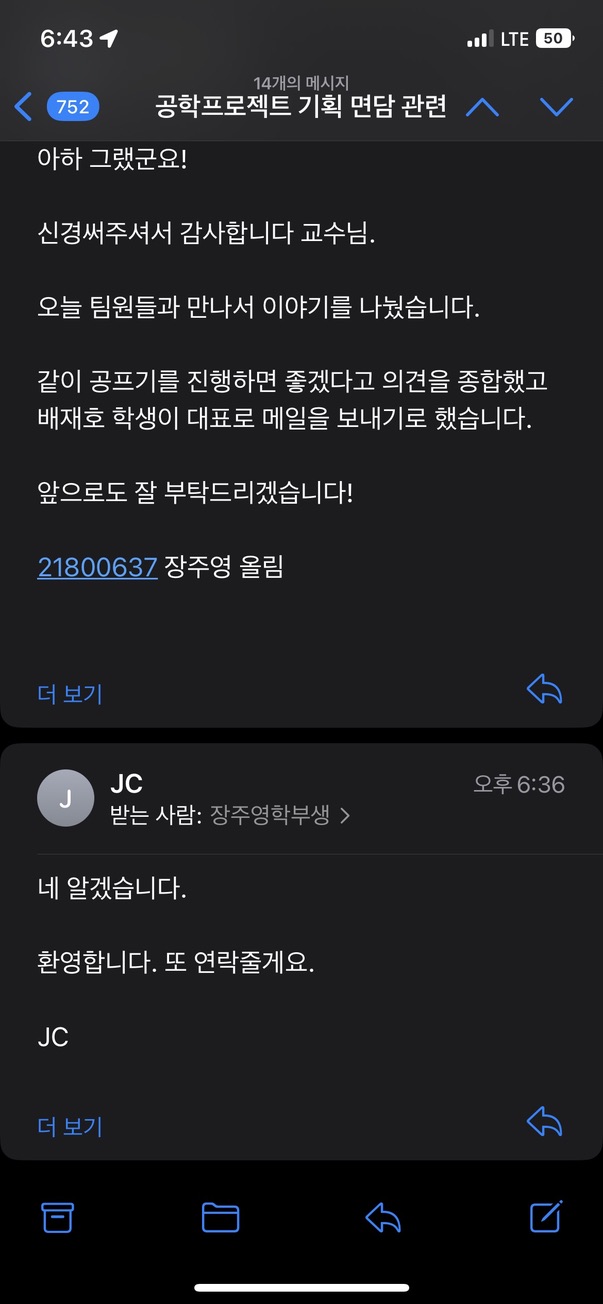 6:43
LTE
50
14개의 메시지
752
공학프로젝트 기획 면담 관련
아하 그랬군요!
신경써주셔서 감사합니다 교수님.
오늘 팀원들과 만나서 이야기를 나눴습니다.
같이 공프기를 진행하면 좋겠다고 의견을 종합했고
배재호 학생이 대표로 메일을 보내기로 했습니다.
앞으로도 잘 부탁드리겠습니다!
21800637 장주영 올림
더 보기
J
JC
오후 6:36
받는 사람: 장주영학부생
네 알겠습니다.
환영합니다. 또 연락줄게요.
JC
더 보기